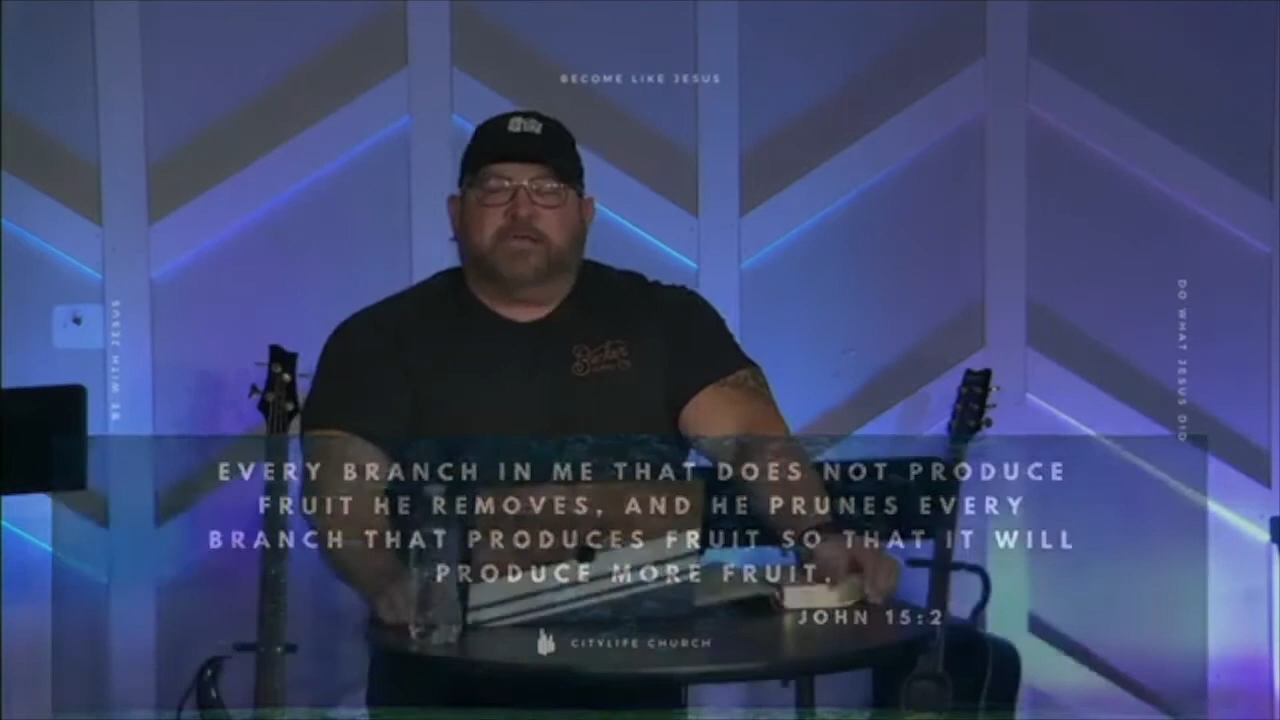 BECOME LIKE JESUS
BE WITH JESUS
DO WHAT JESUS DID
EVERY BRANCH IN ME THAT DOES NOT PRODUCE
FRUIT HE REMOVES, AND HE PRUNES EVERY
BRANCH THAT PRODUCES FRUIT SO THAT IT WILL
PRODUCE MORE FRUIT.
JOHN 15:2
CITYLIFE CHURCH